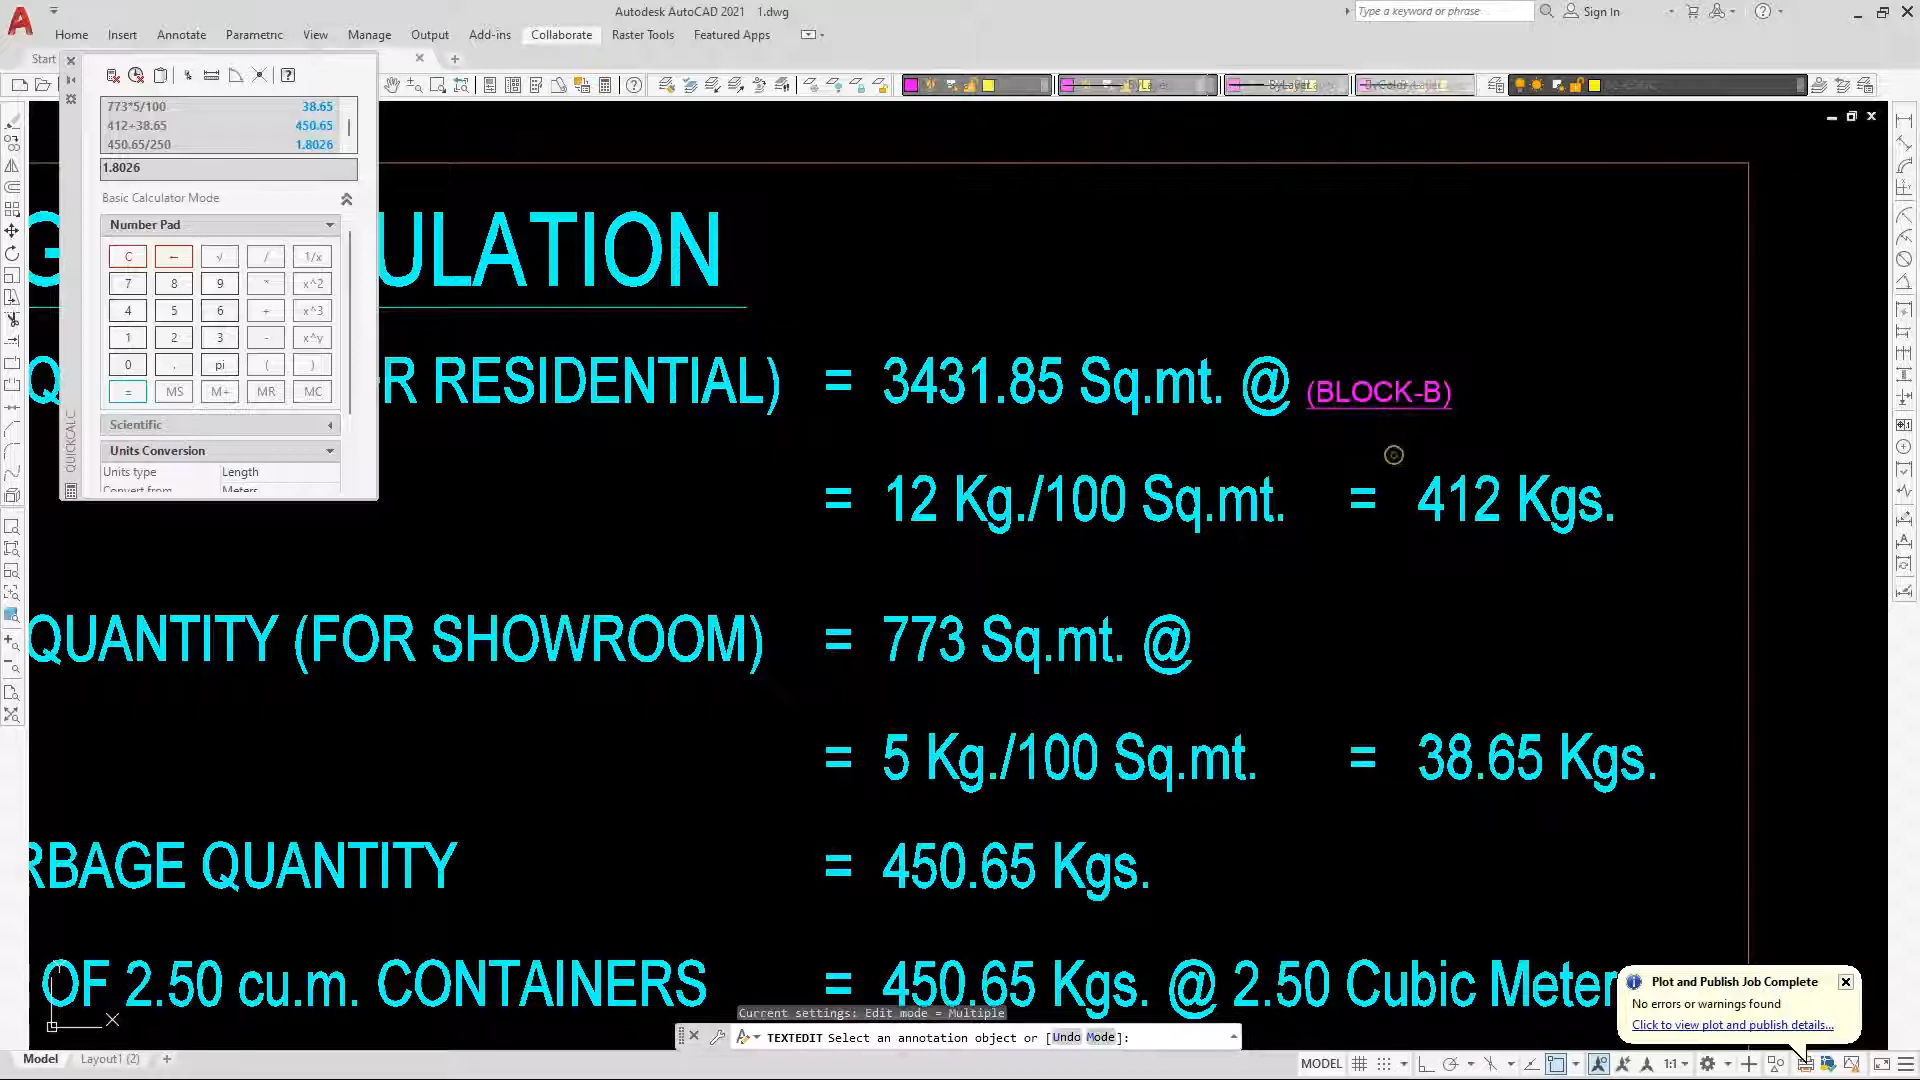 Autodesk AutoCAD 2021 1.dwg
Type a keyword or phrase
Sign In
Home Insert Annotate Parametric View Manage Output Add-ins Collaborate Raster Tools Featured Apps
Start
773*5/100 38.65
412+38.65 450.65
450.65/250 1.8026
1.8026
Basic Calculator Mode
Number Pad
C ← √ / 1/x
7 8 9 * x^2
4 5 6 + x^3
1 2 3 - x^y
0 . pi ( )
= MS M+ MR MC
Scientific
Units Conversion
Units type Length
Convert from Meters
QUICKCALC
ULATION
R RESIDENTIAL) = 3431.85 Sq.mt. @ (BLOCK-B)
= 12 Kg./100 Sq.mt. = 412 Kgs.
QUANTITY (FOR SHOWROOM) = 773 Sq.mt. @
= 5 Kg./100 Sq.mt. = 38.65 Kgs.
RBAGE QUANTITY = 450.65 Kgs.
OF 2.50 cu.m. CONTAINERS = 450.65 Kgs. @ 2.50 Cubic Meter
Current settings: Edit mode = Multiple
TEXTEDIT Select an annotation object or [Undo Mode]:
Plot and Publish Job Complete
No errors or warnings found
Click to view plot and publish details...
Model Layout1 (2) +
MODEL 1:1